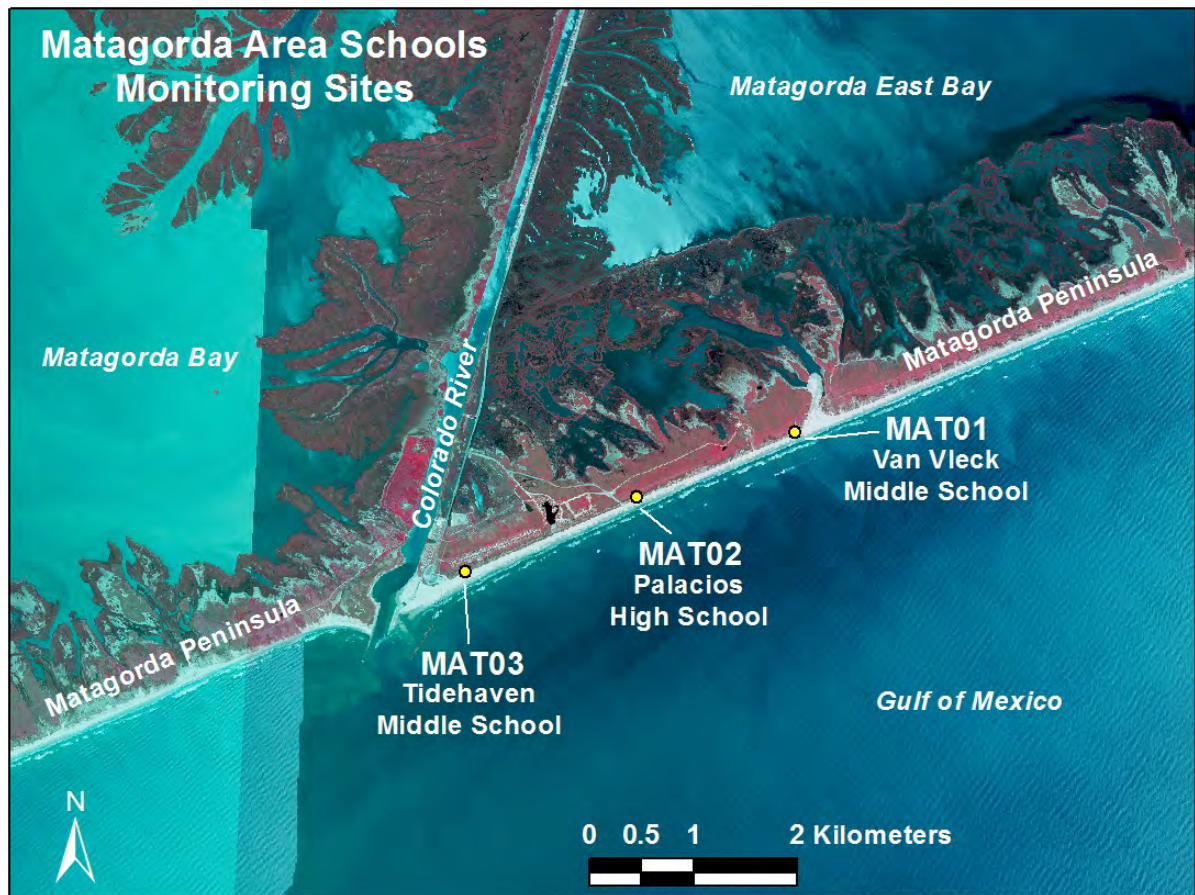 Matagorda Area Schools
Monitoring Sites
Matagorda East Bay
Matagorda Bay
Colorado River
Matagorda Peninsula
MAT01
Van Vleck
Middle School
MAT02
Palacios
High School
MAT03
Tidehaven
Middle School
Matagorda Peninsula
Gulf of Mexico
N
0 0.5 1 2 Kilometers